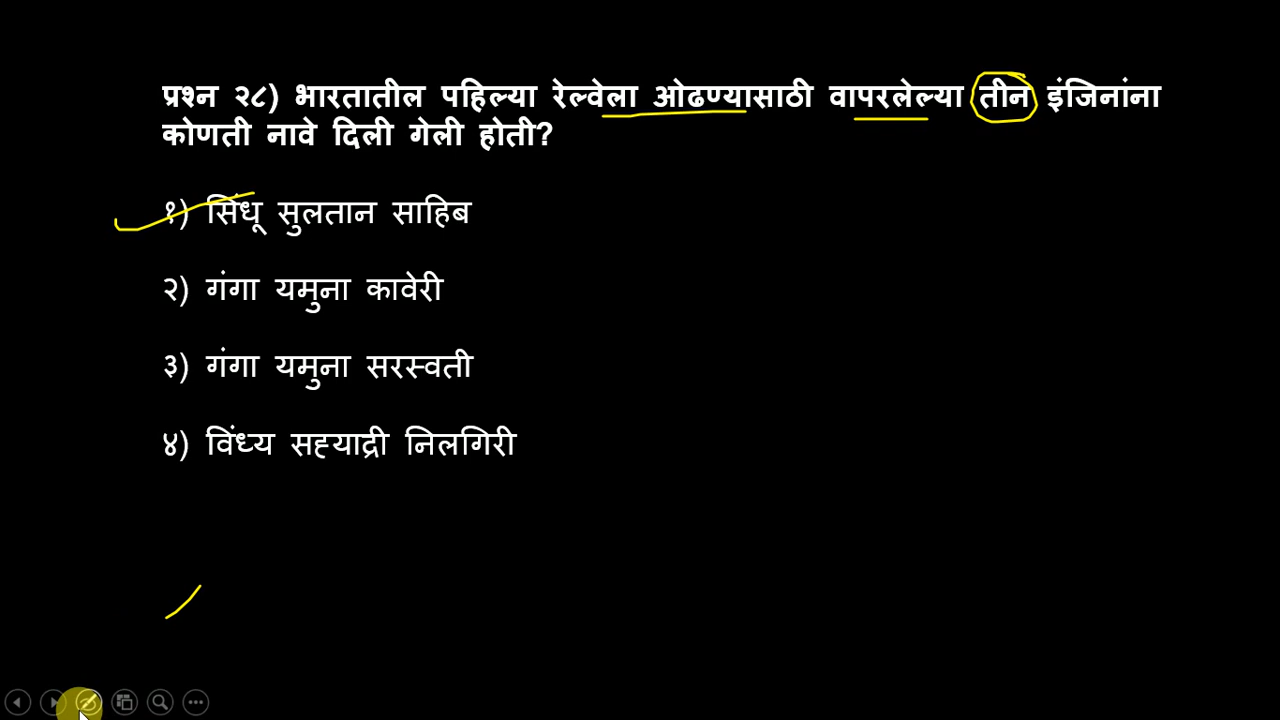 प्रश्न २८) भारतातील पहिल्या रेल्वेला ओढण्यासाठी वापरलेल्या तीन इंजिनांना
कोणती नावे दिली गेली होती?
१) सिंधू सुलतान साहिब
२) गंगा यमुना कावेरी
३) गंगा यमुना सरस्वती
४) विंध्य सह्याद्री निलगिरी